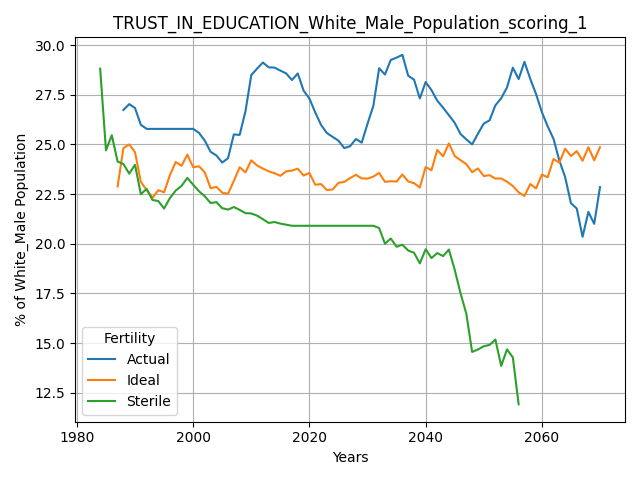 TRUST_IN_EDUCATION_White_Male_Population_scoring_1
30.0
27.5
25.0
22.5
20.0
17.5
15.0
12.5
% of White_Male Population
Fertility
Actual
Ideal
Sterile
1980 2000 2020 2040 2060
Years